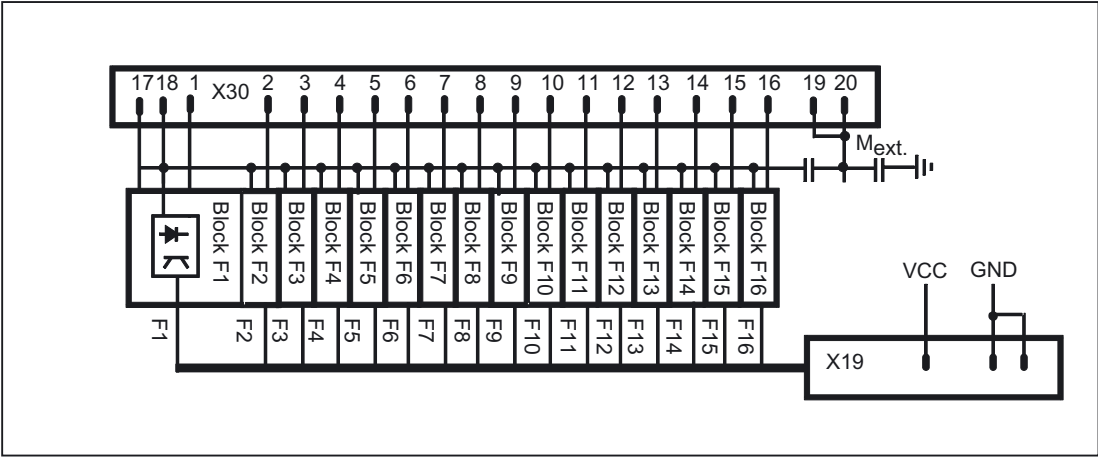 17 18 1 X30 2 3 4 5 6 7 8 9 10 11 12 13 14 15 16 19 20
Mext.
Block F1
Block F2
Block F3
Block F4
Block F5
Block F6
Block F7
Block F8
Block F9
Block F10
Block F11
Block F12
Block F13
Block F14
Block F15
Block F16
VCC GND
F1 F2 F3 F4 F5 F6 F7 F8 F9 F10 F11 F12 F13 F14 F15 F16
X19